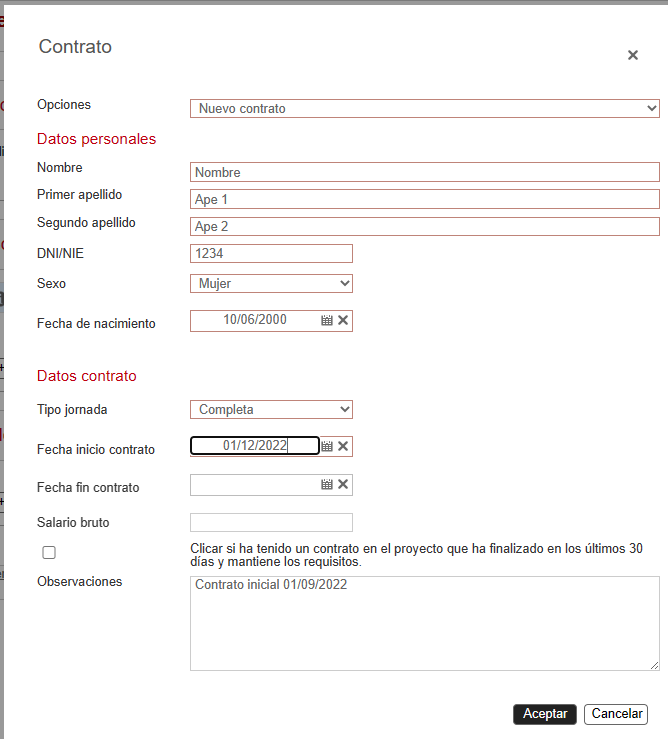 Contrato
Opciones
Nuevo contrato
Datos personales
Nombre
Nombre
Primer apellido
Ape 1
Segundo apellido
Ape 2
DNI/NIE
1234
Sexo
Mujer
Fecha de nacimiento
10/06/2000
Datos contrato
Tipo jornada
Completa
Fecha inicio contrato
01/12/2022
Fecha fin contrato
Salario bruto
Clicar si ha tenido un contrato en el proyecto que ha finalizado en los últimos 30
días y mantiene los requisitos.
Observaciones
Contrato inicial 01/09/2022
Aceptar
Cancelar